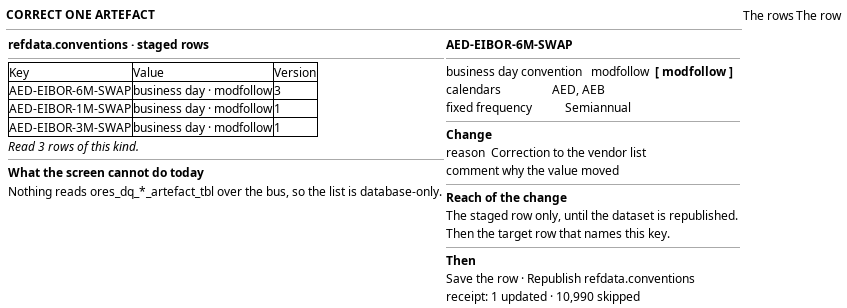 CORRECT ONE ARTEFACT
The rows The row
refdata.conventions · staged rows
Key Value Version
AED-EIBOR-6M-SWAP business day · modfollow 3
AED-EIBOR-1M-SWAP business day · modfollow 1
AED-EIBOR-3M-SWAP business day · modfollow 1
Read 3 rows of this kind.
What the screen cannot do today
Nothing reads ores_dq_*_artefact_tbl over the bus, so the list is database-only.
AED-EIBOR-6M-SWAP
business day convention modfollow [ modfollow ]
calendars AED, AEB
fixed frequency Semiannual
Change
reason Correction to the vendor list
comment why the value moved
Reach of the change
The staged row only, until the dataset is republished.
Then the target row that names this key.
Then
Save the row · Republish refdata.conventions
receipt: 1 updated · 10,990 skipped